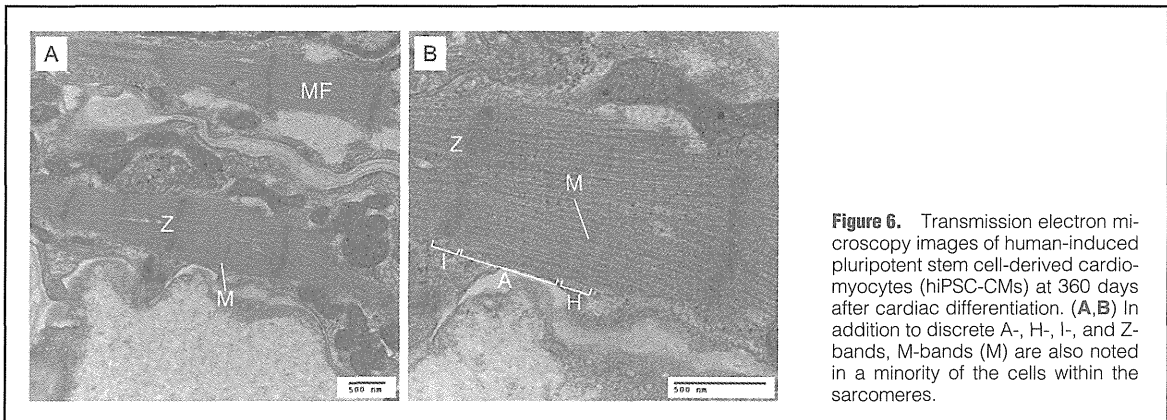 A
MF
Z
M
500 nm
B
Z
M
I
A
H
500 nm
Figure 6. Transmission electron mi-
croscopy images of human-induced
pluripotent stem cell-derived cardio-
myocytes (hiPSC-CMs) at 360 days
after cardiac differentiation. (A,B) In
addition to discrete A-, H-, I-, and Z-
bands, M-bands (M) are also noted
in a minority of the cells within the
sarcomeres.